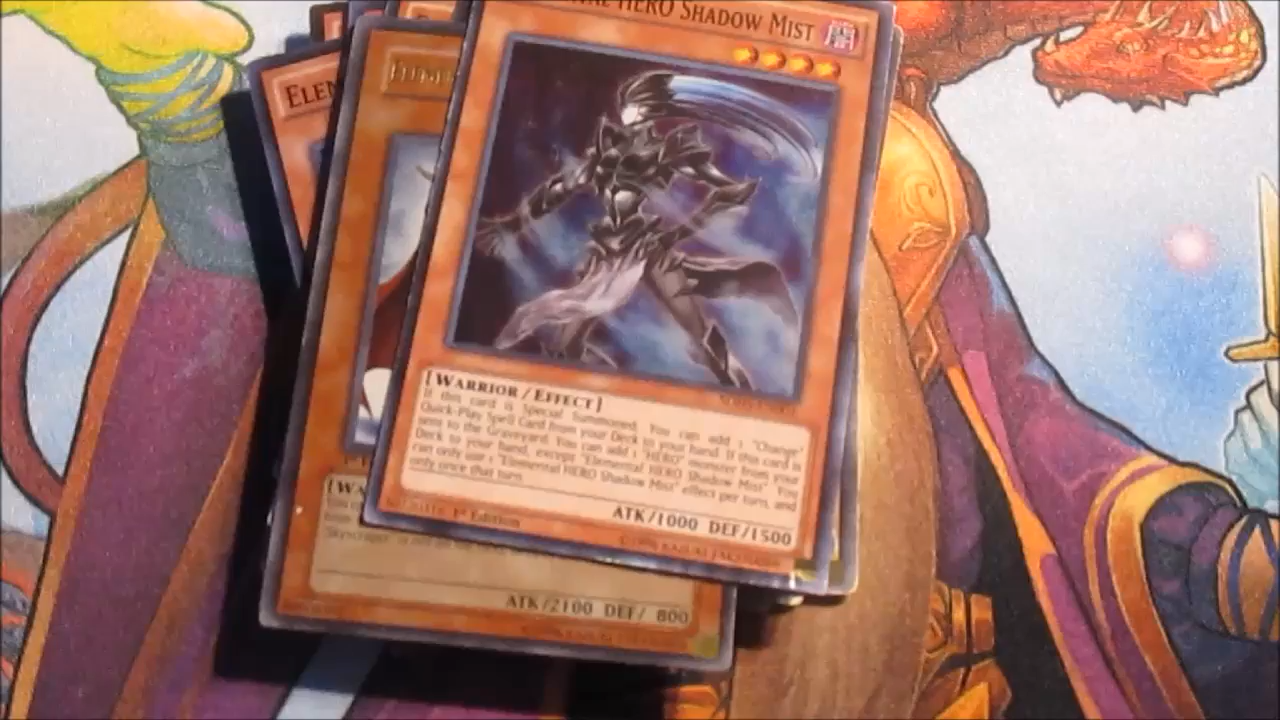 HERO SHADOW MIST
ELEM
ELEM
[WARRIOR / EFFECT]
If this card is Special Summoned: You can add 1 "Change"
Quick-Play Spell Card from your Deck to your hand. If this card is
sent to the Graveyard: You can add 1 "HERO" monster from your
Deck to your hand, except "Elemental HERO Shadow Mist". You
can only use 1 "Elemental HERO Shadow Mist" effect per turn, and
only once that turn.
ATK/1000 DEF/1500
1st Edition
[WA
ATK/2100 DEF/ 800